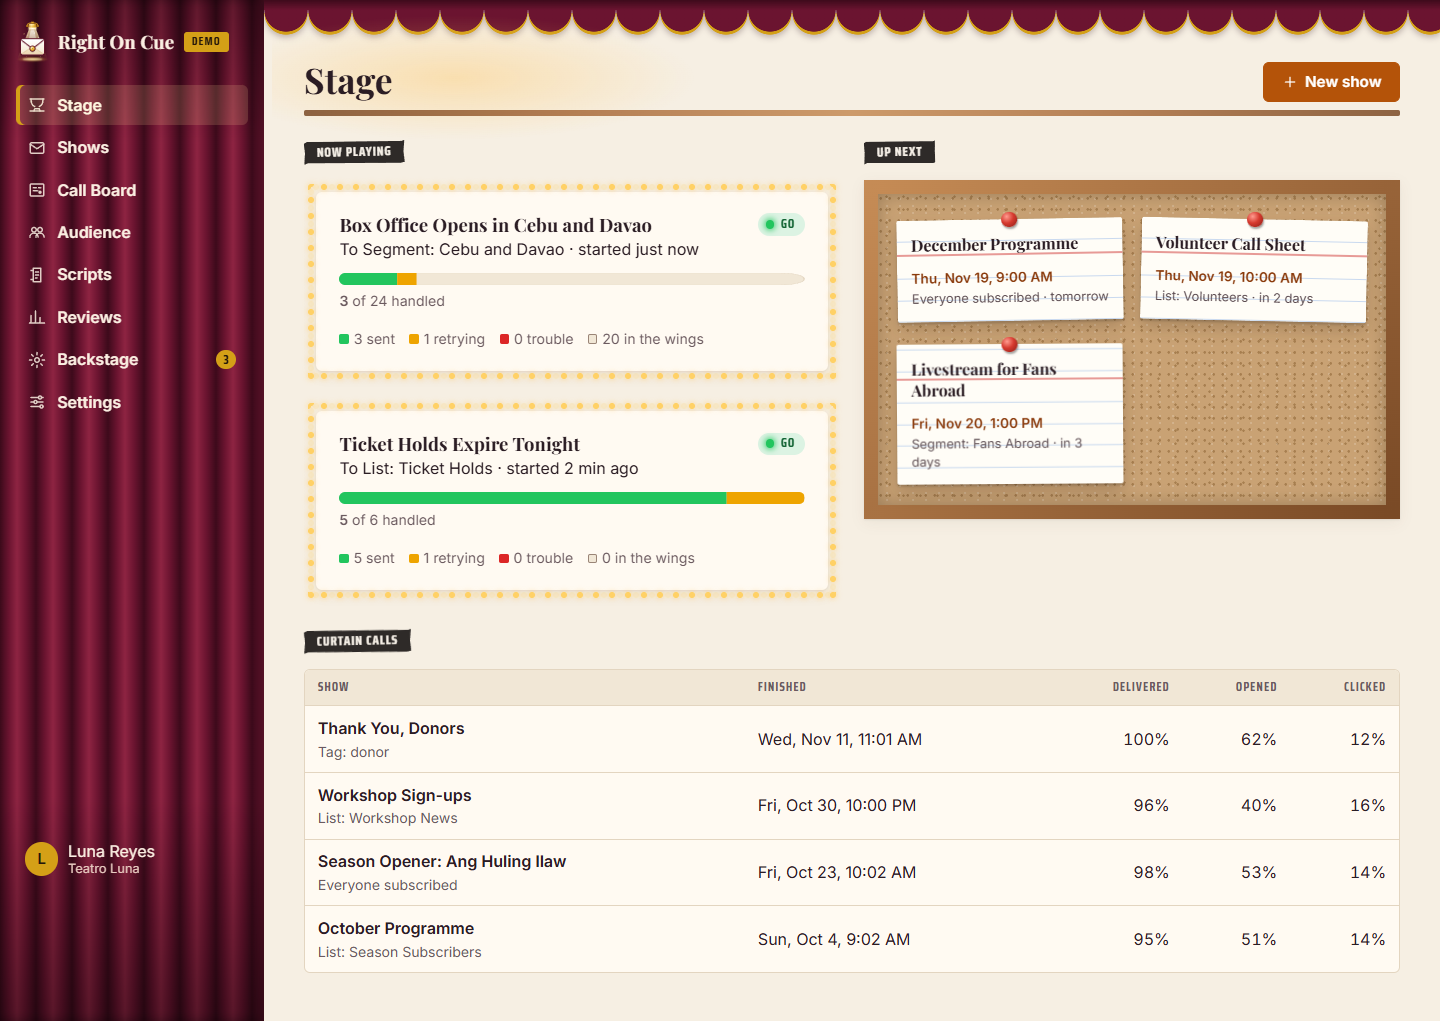 Right On Cue
DEMO
Stage
Shows
Call Board
Audience
Scripts
Reviews
Backstage
3
Settings
L
Luna Reyes
Teatro Luna
Stage
+ New show
NOW PLAYING
Box Office Opens in Cebu and Davao
GO
To Segment: Cebu and Davao · started just now
3 of 24 handled
3 sent
1 retrying
0 trouble
20 in the wings
Ticket Holds Expire Tonight
GO
To List: Ticket Holds · started 2 min ago
5 of 6 handled
5 sent
1 retrying
0 trouble
0 in the wings
UP NEXT
December Programme
Thu, Nov 19, 9:00 AM
Everyone subscribed · tomorrow
Volunteer Call Sheet
Thu, Nov 19, 10:00 AM
List: Volunteers · in 2 days
Livestream for Fans
Abroad
Fri, Nov 20, 1:00 PM
Segment: Fans Abroad · in 3
days
CURTAIN CALLS
SHOW FINISHED DELIVERED OPENED CLICKED
Thank You, Donors
Tag: donor
Wed, Nov 11, 11:01 AM 100% 62% 12%
Workshop Sign-ups
List: Workshop News
Fri, Oct 30, 10:00 PM 96% 40% 16%
Season Opener: Ang Huling Ilaw
Everyone subscribed
Fri, Oct 23, 10:02 AM 98% 53% 14%
October Programme
List: Season Subscribers
Sun, Oct 4, 9:02 AM 95% 51% 14%